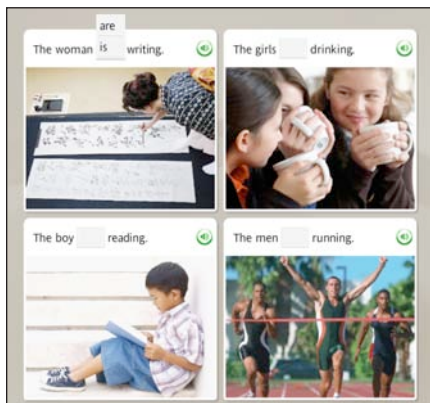 are
The woman is writing.
The girls drinking.
The boy reading.
The men running.